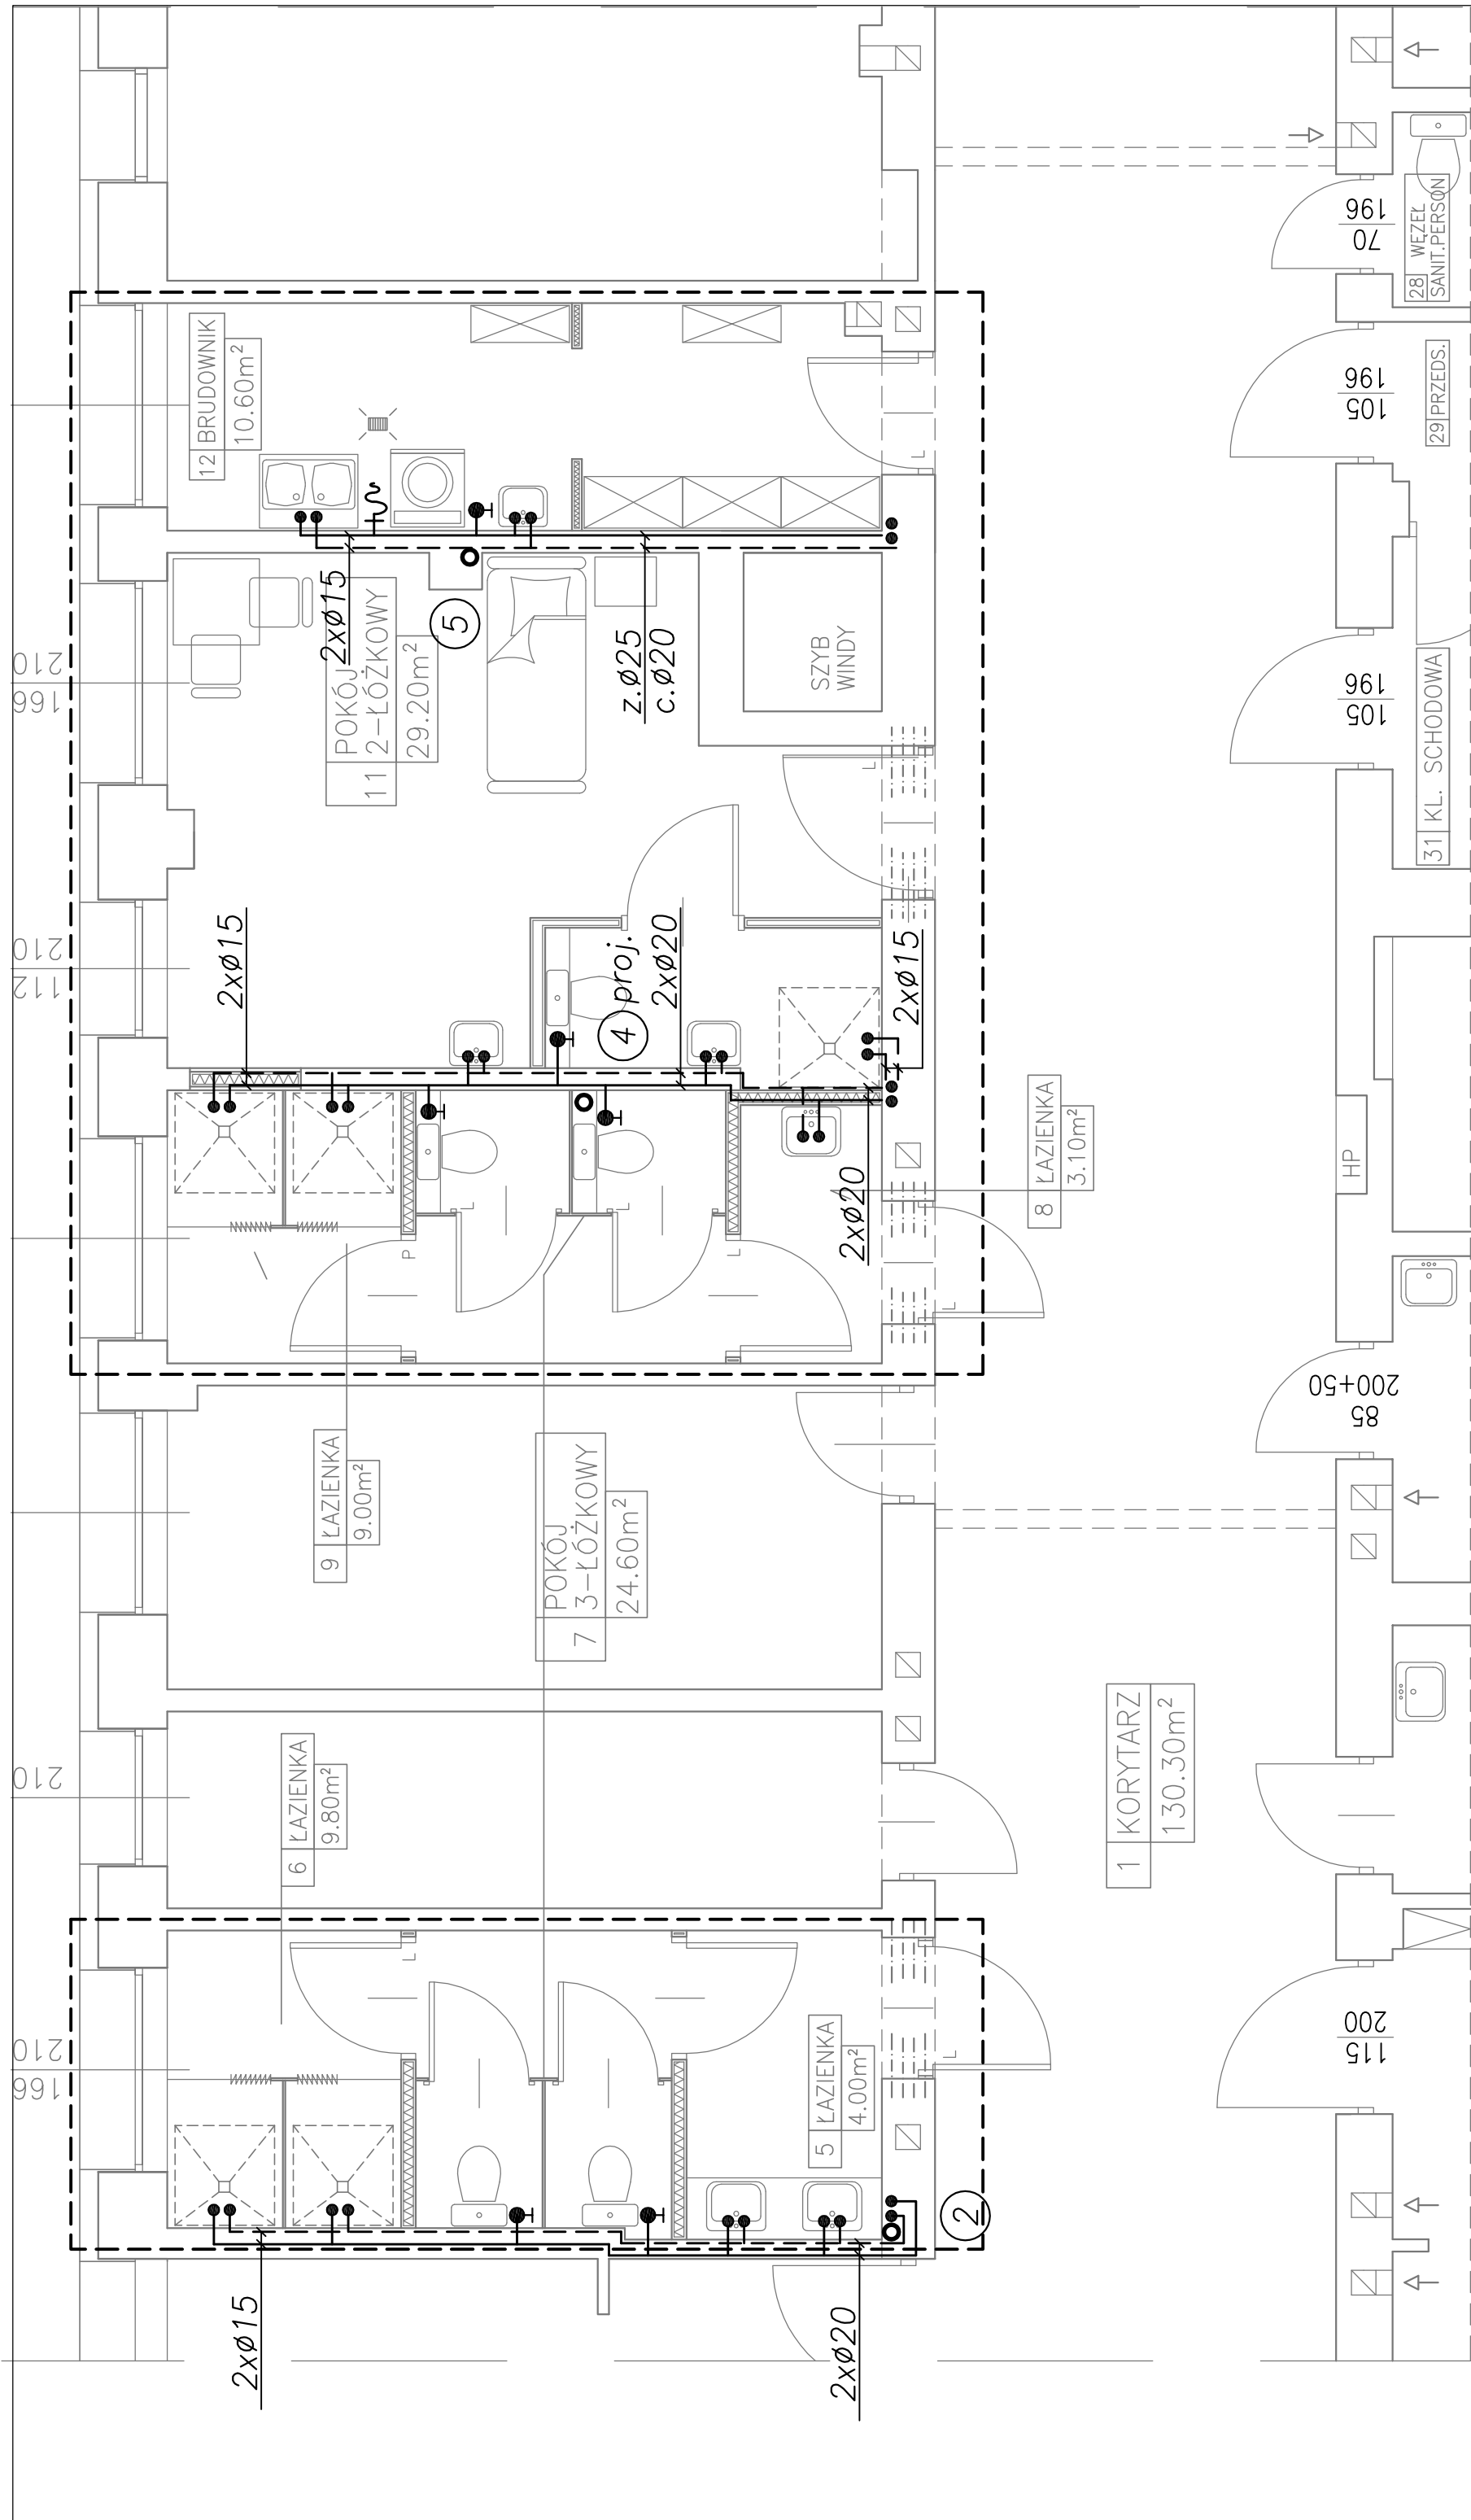 12 BRUDOWNIK
10.60m²
28 WĘZEŁ
SANIT.PERSON
70
196
29 PRZEDS.
105
196
2xø15
5
POKÓJ
11 2-ŁÓŻKOWY
29.20m²
z.ø25
c.ø20
SZYB
WINDY
L
210
166
105
196
31 KL. SCHODOWA
L
210
112
2xø15
4 proj.
2xø20
2xø15
8 ŁAZIENKA
3.10m²
HP
2xø20
P
L
L
L
L
9 ŁAZIENKA
9.00m²
POKÓJ
7 3-ŁÓŻKOWY
24.60m²
85
200+50
6 ŁAZIENKA
9.80m²
210
1 KORYTARZ
130.30m²
L
210
166
5 ŁAZIENKA
4.00m²
L
115
200
2
2xø15
2xø20